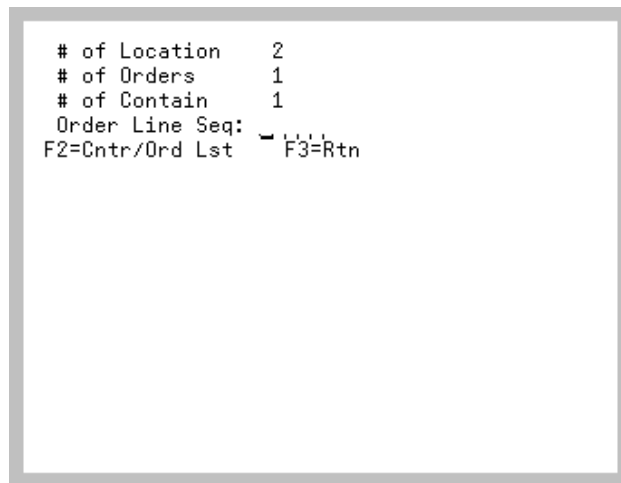 # of Location 2
# of Orders 1
# of Contain 1
Order Line Seq:
F2=Cntr/Ord Lst F3=Rtn